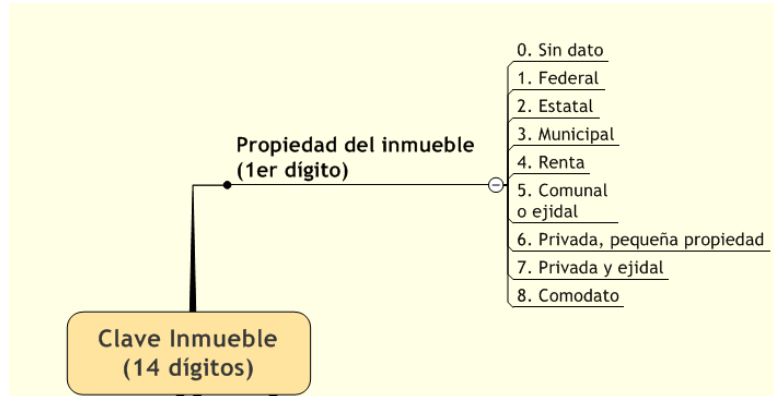 0. Sin dato
1. Federal
2. Estatal
3. Municipal
4. Renta
5. Comunal
o ejidal
6. Privada, pequeña propiedad
7. Privada y ejidal
8. Comodato
Propiedad del inmueble
(1er dígito)
Clave Inmueble
(14 dígitos)